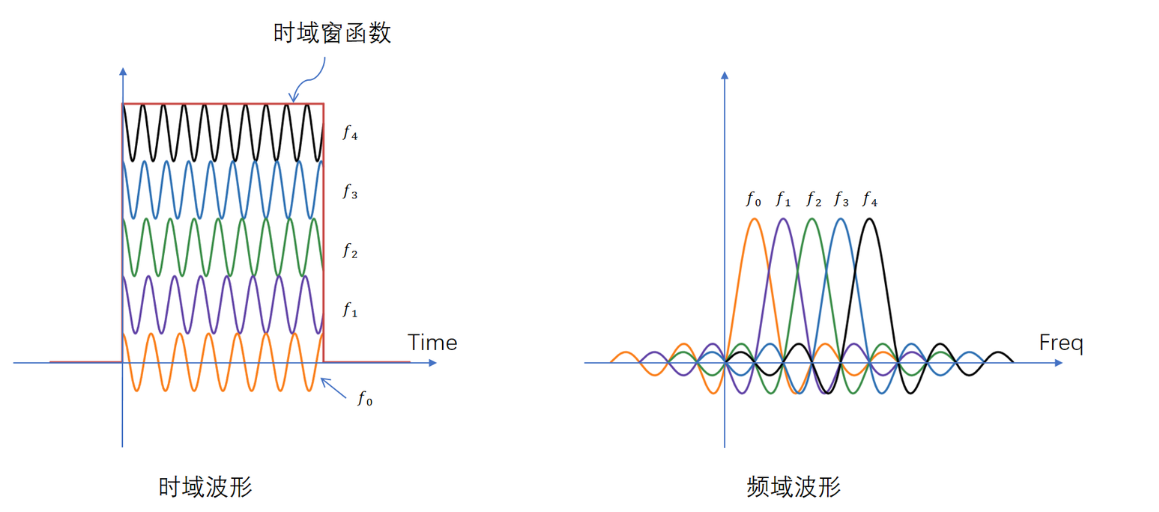 时域窗函数
f₄
f₃
f₂
f₁
Time
f₀
时域波形
f₀ f₁ f₂ f₃ f₄
Freq
频域波形